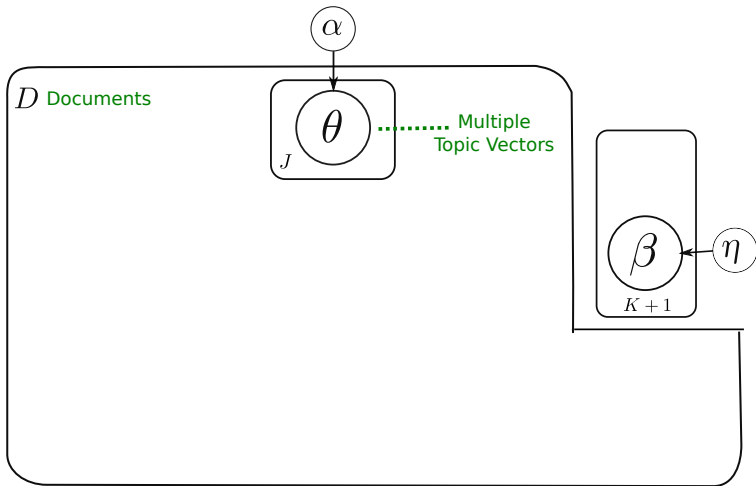 α
D Documents
θ
Multiple
Topic Vectors
J
β
η
K + 1